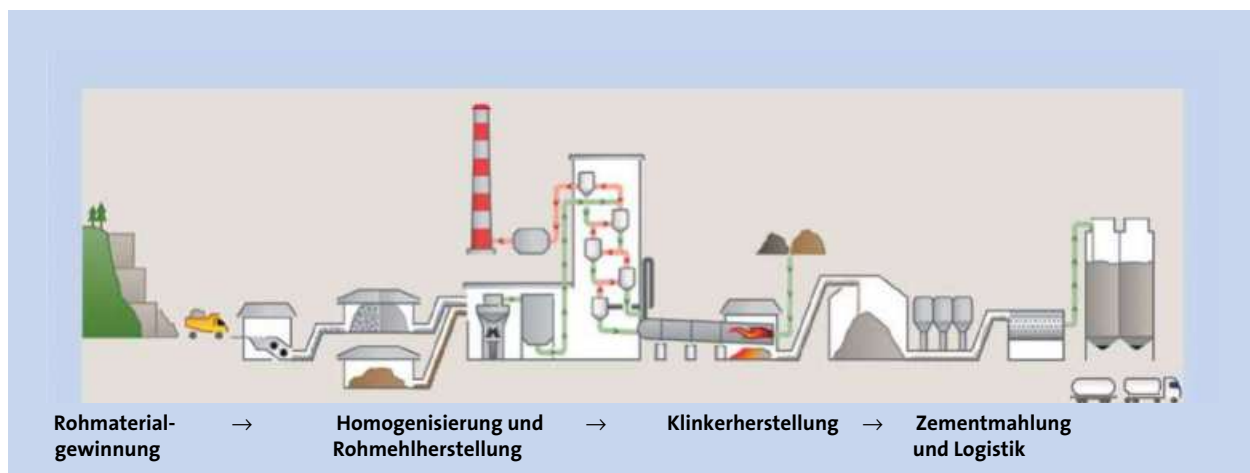 Rohmaterial- → Homogenisierung und → Klinkerherstellung → Zementmahlung
gewinnung Rohmehlherstellung und Logistik